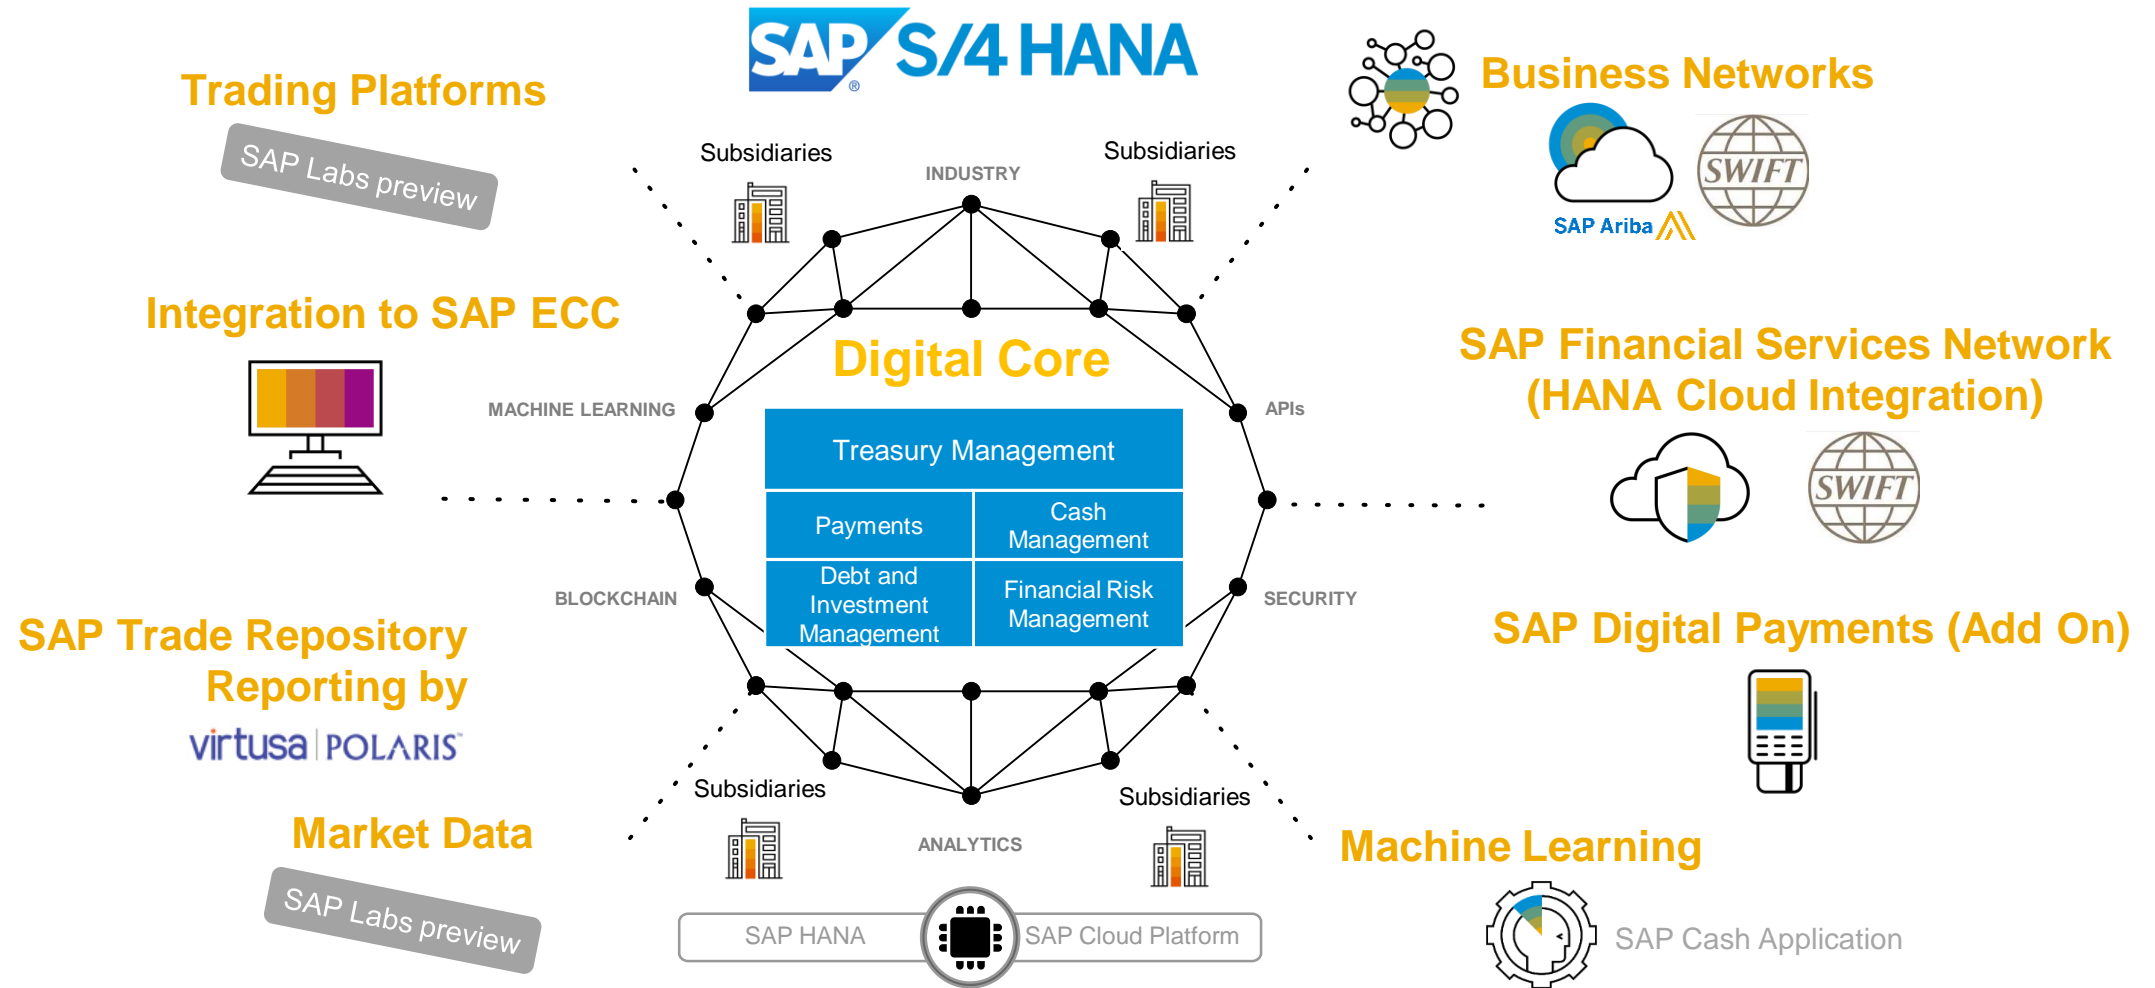 SAP S/4 HANA
®
Trading Platforms
SAP Labs preview
Business Networks
SAP Ariba
SWIFT
Subsidiaries
INDUSTRY
Subsidiaries
Integration to SAP ECC
Digital Core
SAP Financial Services Network
(HANA Cloud Integration)
SWIFT
MACHINE LEARNING
APIs
Treasury Management
Payments
Cash
Management
Debt and
Investment
Management
Financial Risk
Management
BLOCKCHAIN
SECURITY
SAP Trade Repository
Reporting by
virtusa POLARIS™
SAP Digital Payments (Add On)
Subsidiaries
Subsidiaries
Market Data
SAP Labs preview
ANALYTICS
Machine Learning
SAP HANA
SAP Cloud Platform
SAP Cash Application